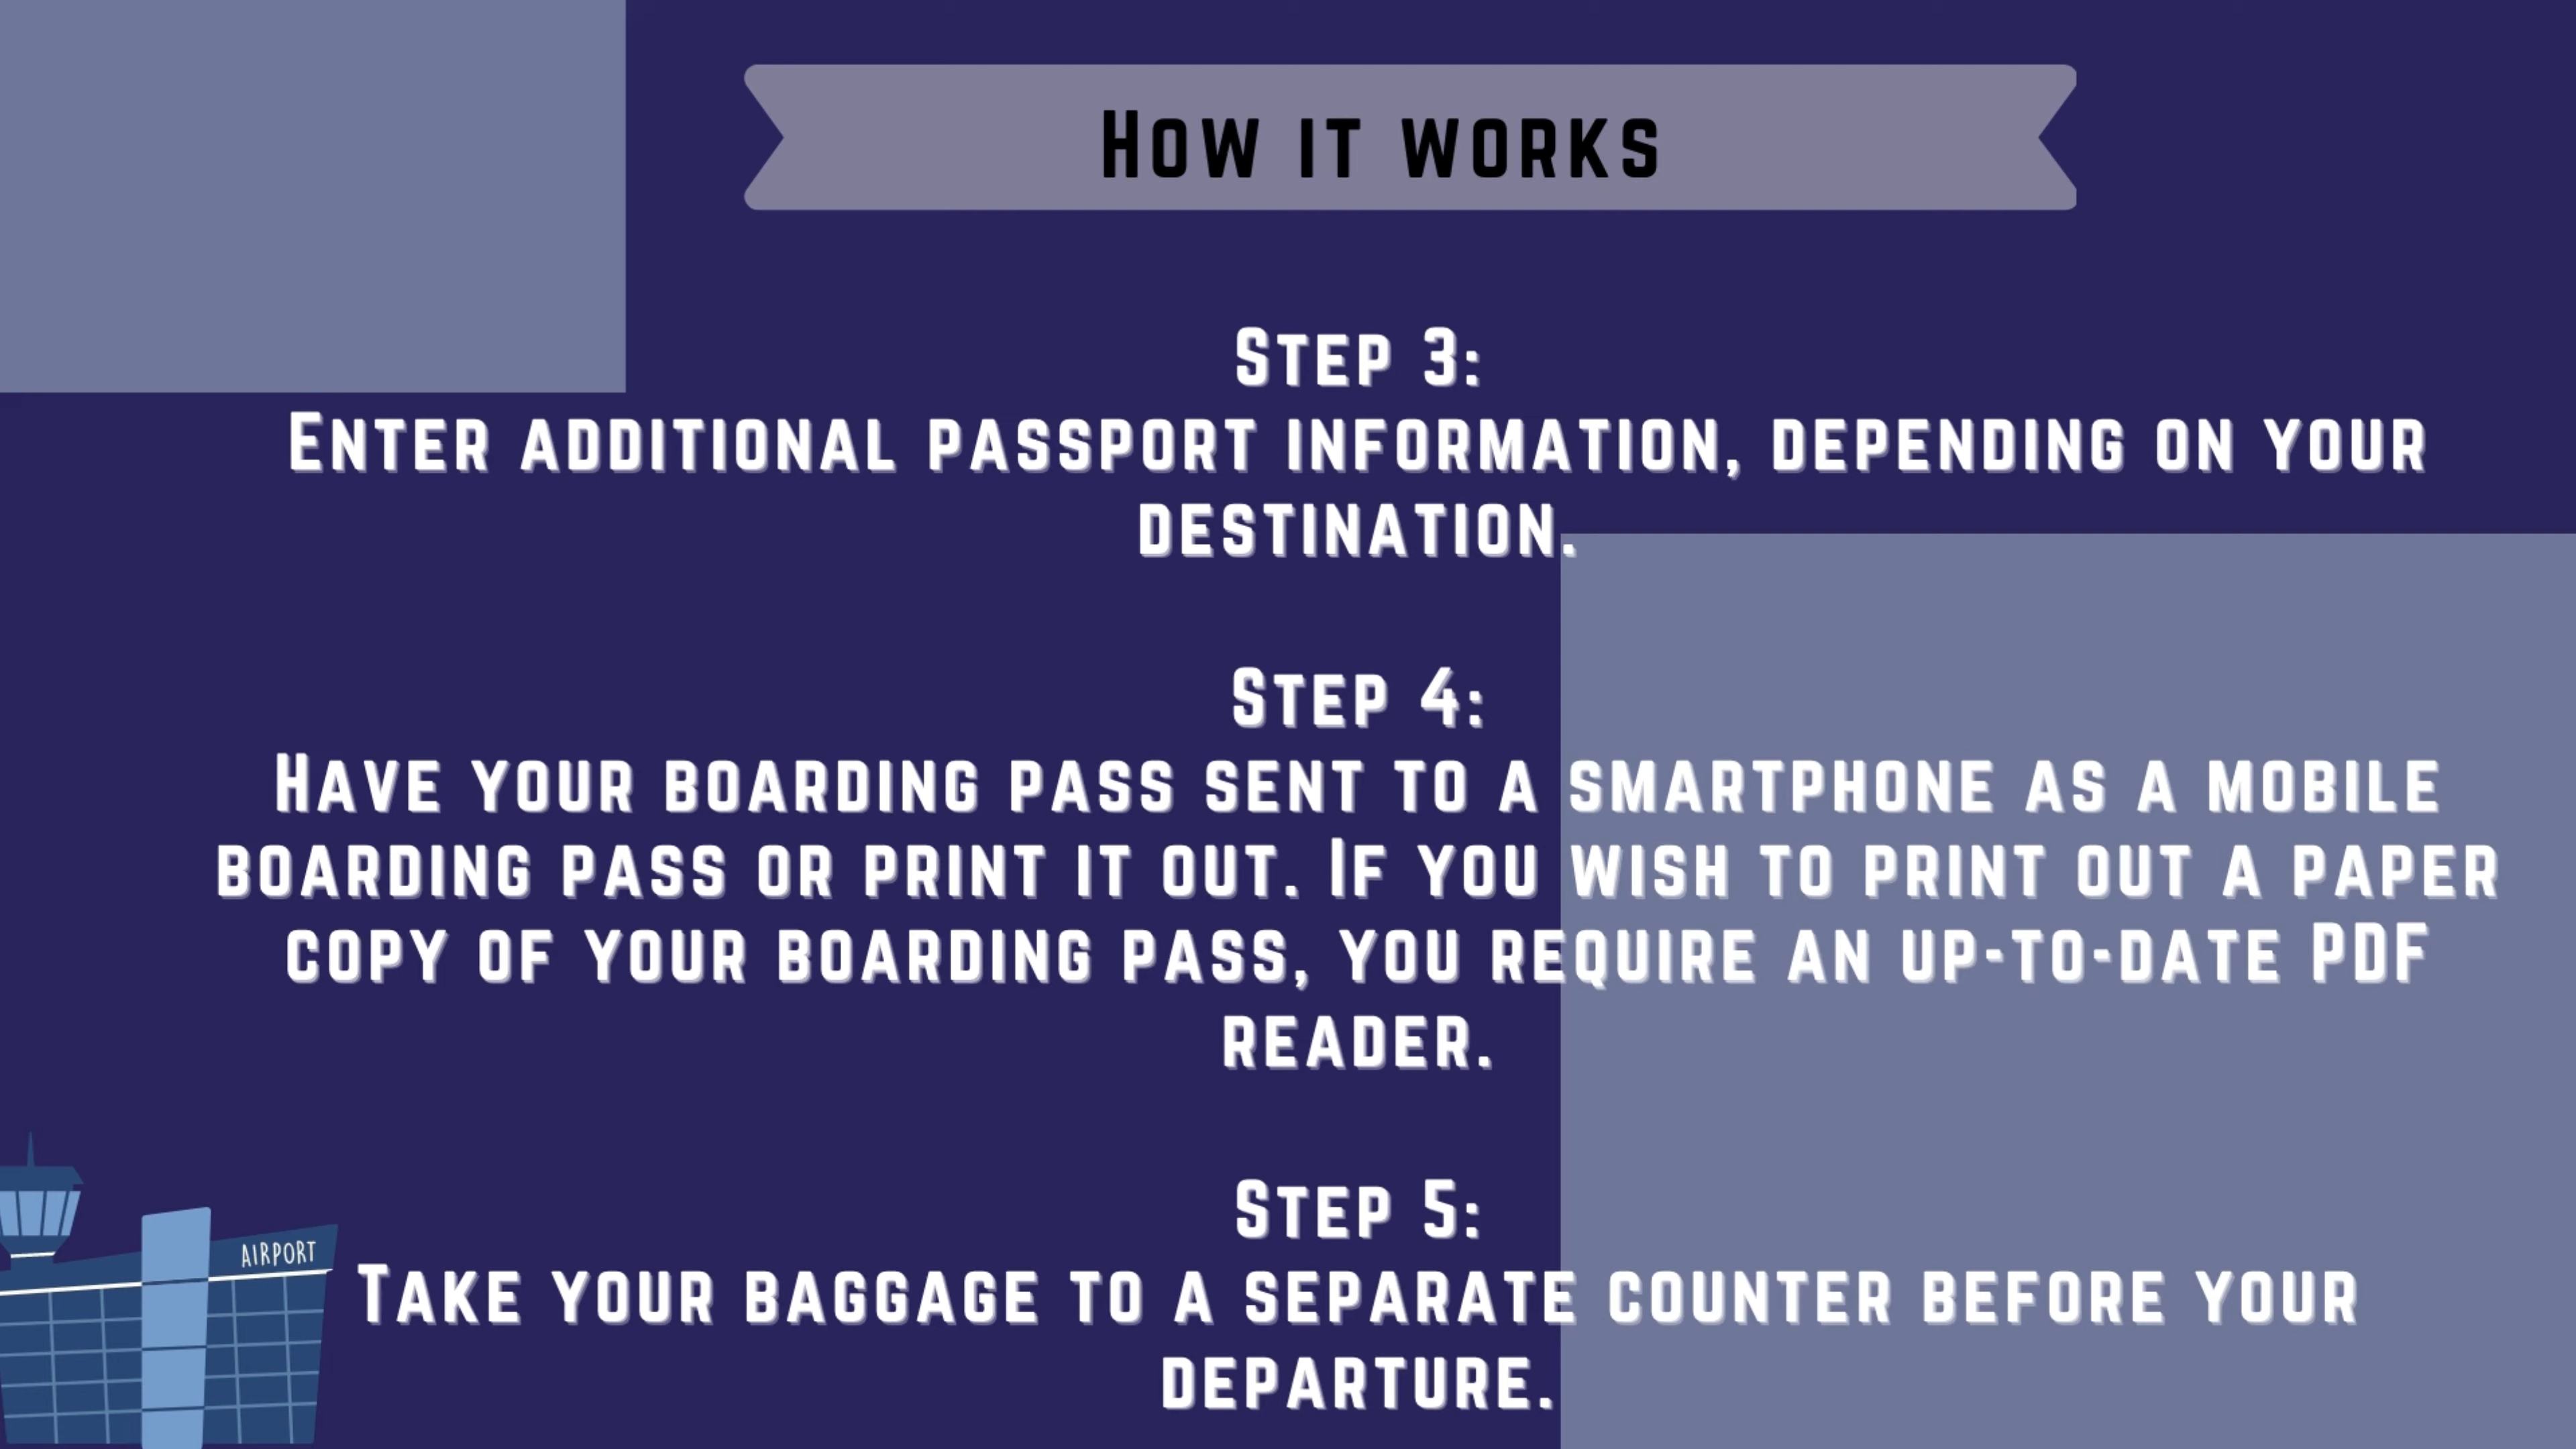 How it works
Step 3:
Enter additional passport information, depending on your
destination.
Step 4:
Have your boarding pass sent to a smartphone as a mobile
boarding pass or print it out. If you wish to print out a paper
copy of your boarding pass, you require an up-to-date PDF
reader.
Step 5:
Take your baggage to a separate counter before your
departure.
AIRPORT